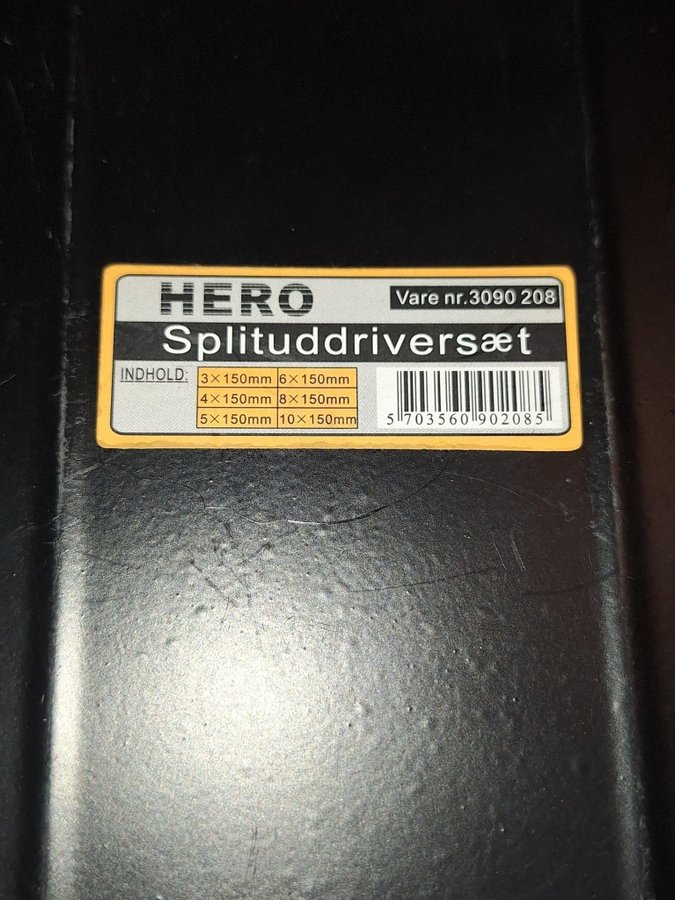 HERO Vare nr.3090 208
Splituddriversæt
INDHOLD: 3×150mm 6×150mm
4×150mm 8×150mm
5×150mm 10×150mm
5 703560 902085